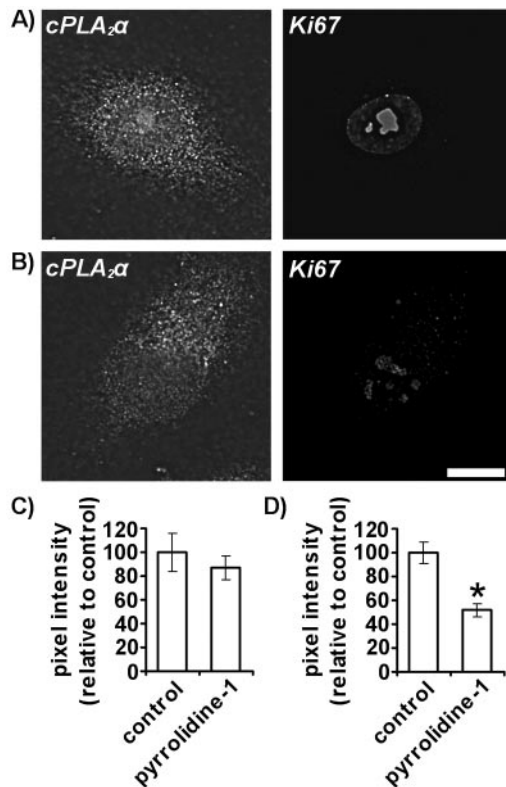 A)
cPLA₂α
Ki67
B)
cPLA₂α
Ki67
C)
pixel intensity
(relative to control)
120
100
80
60
40
20
0
control
pyrrolidine-1
D)
pixel intensity
(relative to control)
120
100
80
60
40
20
0
*
control
pyrrolidine-1